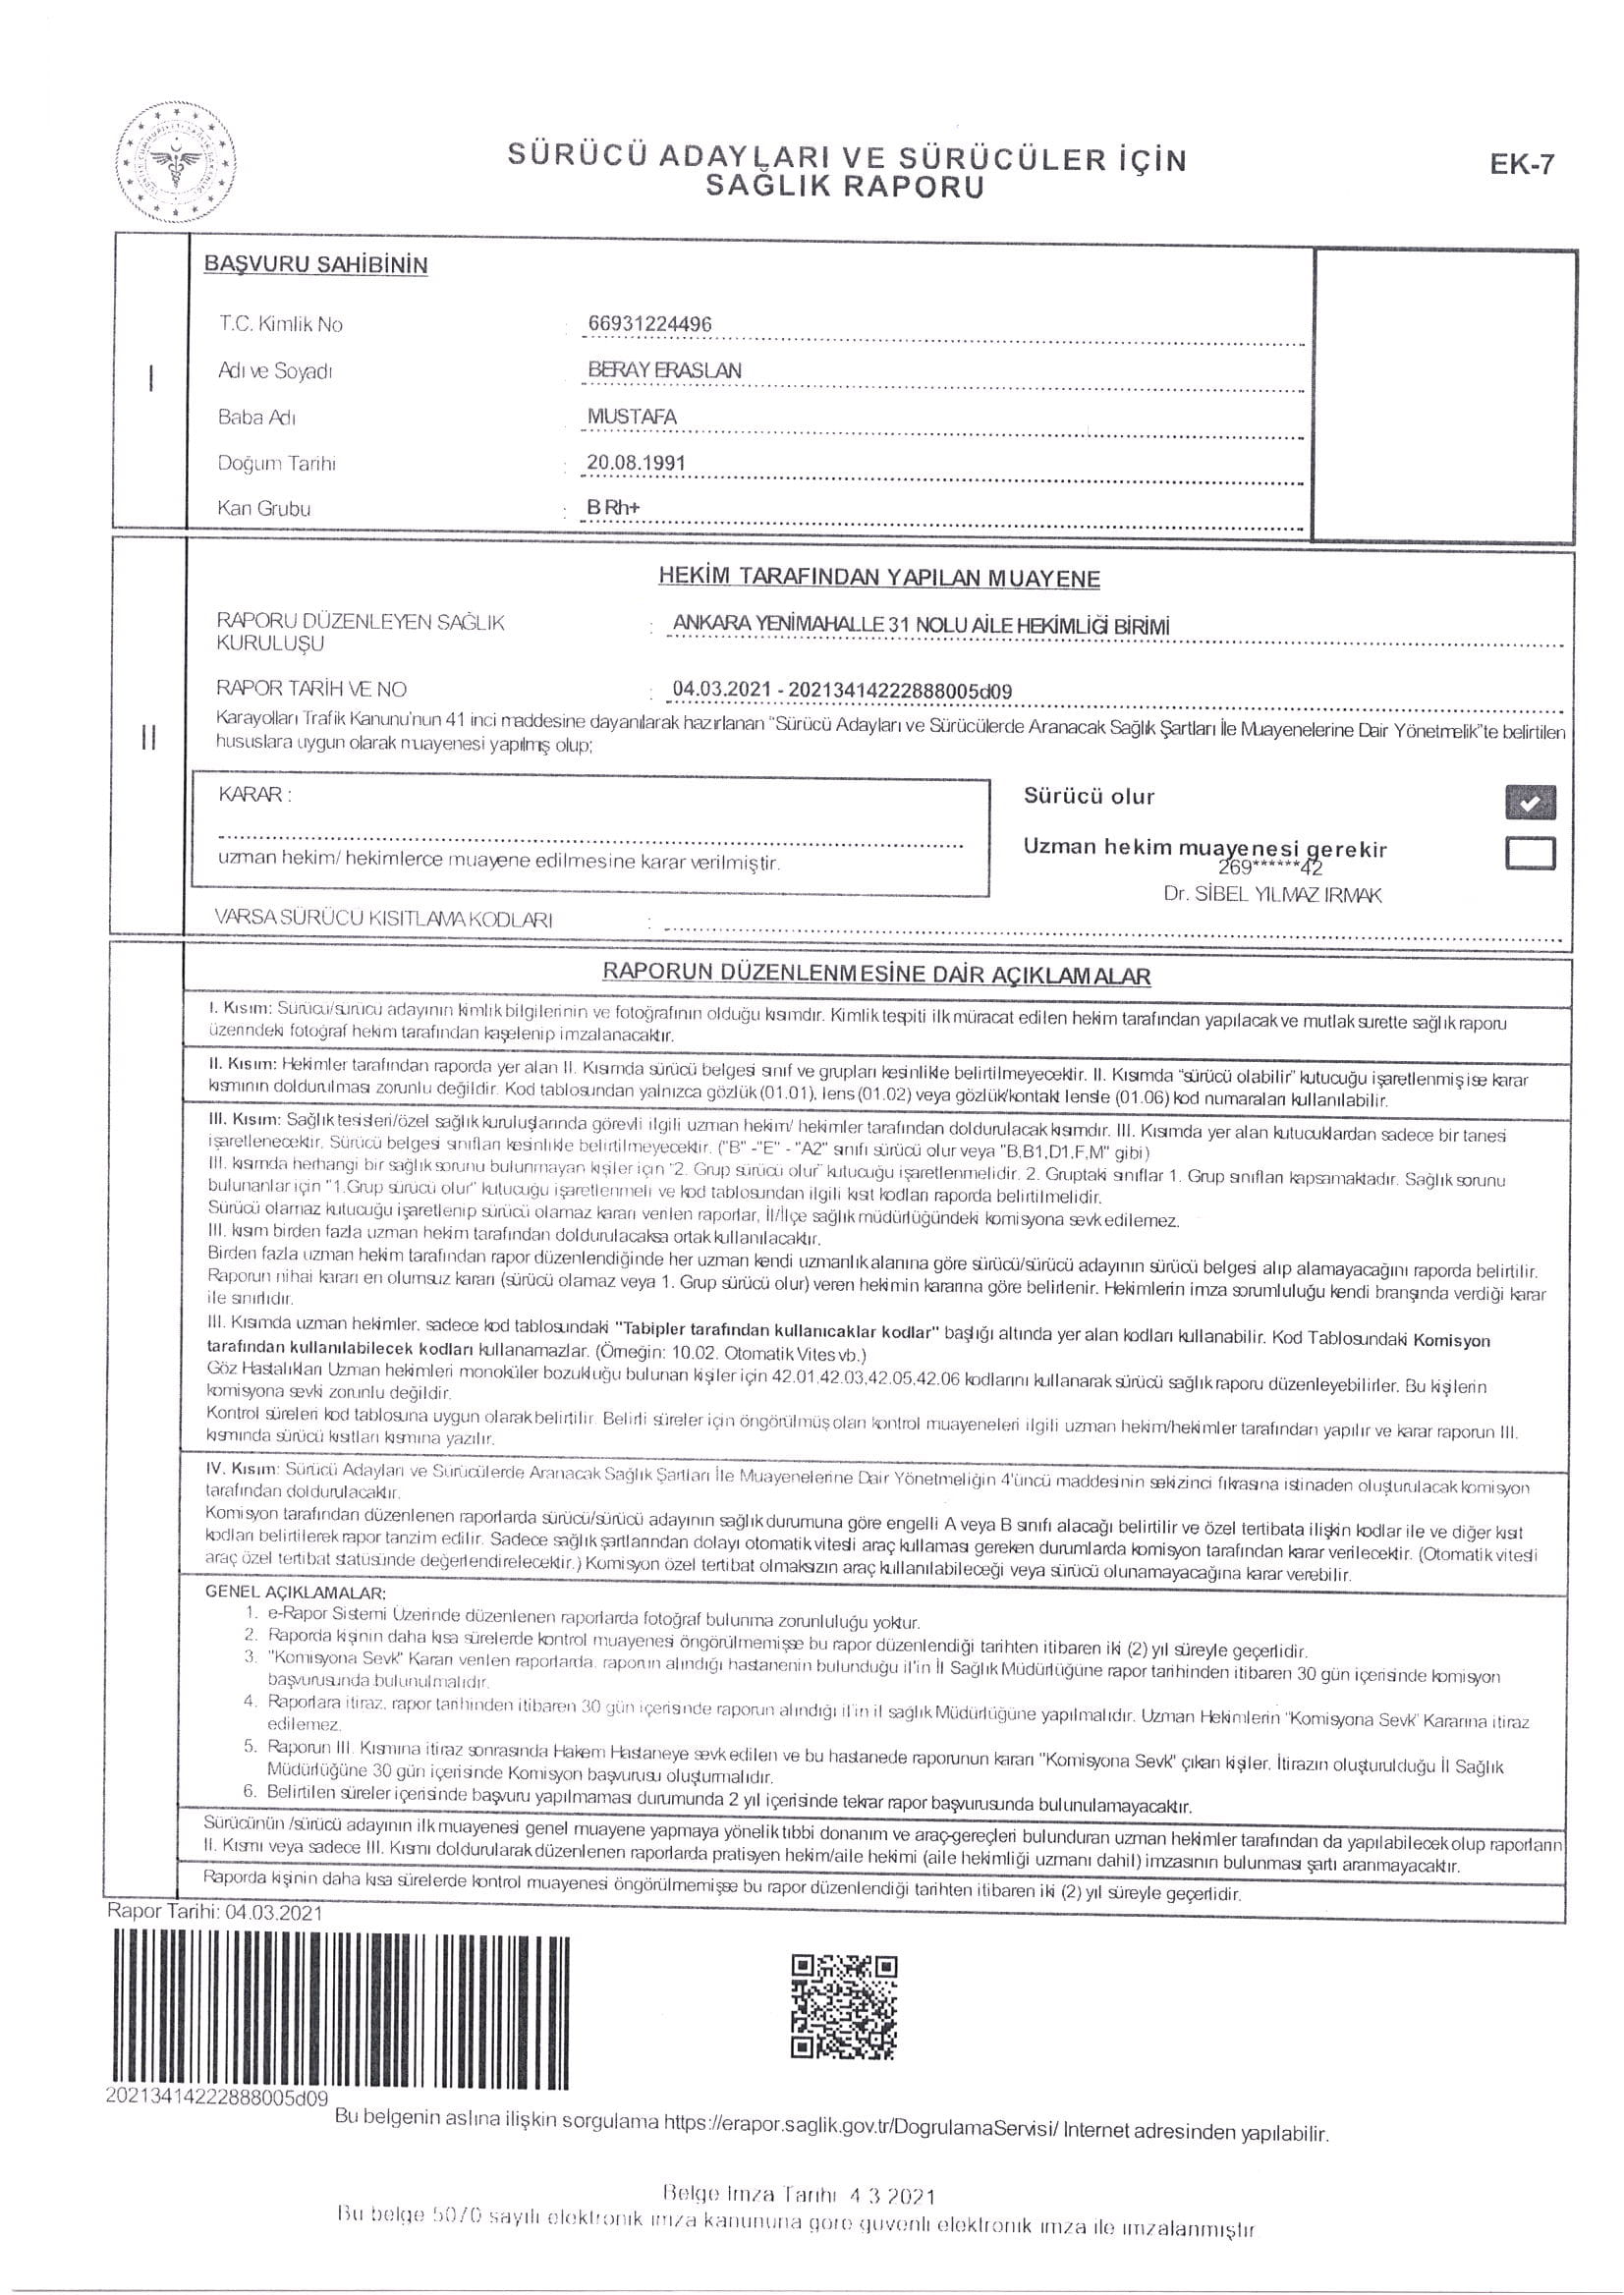 SÜRÜCÜ ADAYLARI VE SÜRÜCÜLER İÇİN
SAĞLIK RAPORU
EK-7
I
BAŞVURU SAHİBİNİN
T.C. Kimlik No : 66931224496
Adı ve Soyadı BERAY ERASLAN
Baba Adı MUSTAFA
Doğum Tarihi : 20.08.1991
Kan Grubu : B Rh+
II
HEKİM TARAFINDAN YAPILAN MUAYENE
RAPORU DÜZENLEYEN SAĞLIK : ANKARA YENİMAHALLE 31 NOLU AİLE HEKİMLİĞİ BİRİMİ
KURULUŞU
RAPOR TARİH VE NO : 04.03.2021 - 20213414222888005d09
Karayolları Trafik Kanunu'nun 41 inci maddesine dayanılarak hazırlanan "Sürücü Adayları ve Sürücülerde Aranacak Sağlık Şartları İle Muayenelerine Dair Yönetmelik"te belirtilen
hususlara uygun olarak muayenesi yapılmış olup;
KARAR :
uzman hekim/ hekimlerce muayene edilmesine karar verilmiştir.
Sürücü olur
Uzman hekim muayenesi gerekir
269******42
Dr. SİBEL YILMAZ IRMAK
VARSA SÜRÜCÜ KISITLAMA KODLARI :
RAPORUN DÜZENLENMESİNE DAİR AÇIKLAMALAR
I. Kısım: Sürücü/sürücü adayının kimlik bilgilerinin ve fotoğrafının olduğu kısımdır. Kimlik tespiti ilk müracat edilen hekim tarafından yapılacak ve mutlak surette sağlık raporu
üzerindeki fotoğraf hekim tarafından kaşelenip imzalanacaktır.
II. Kısım: Hekimler tarafından raporda yer alan II. Kısımda sürücü belgesi sınıf ve grupları kesinlikle belirtilmeyecektir. II. Kısımda "sürücü olabilir" kutucuğu işaretlenmiş ise karar
kısmının doldurulması zorunlu değildir. Kod tablosundan yalnızca gözlük (01.01), lens (01.02) veya gözlük/kontakt lensle (01.06) kod numaraları kullanılabilir.
III. Kısım: Sağlık tesisleri/özel sağlık kuruluşlarında görevli ilgili uzman hekim/ hekimler tarafından doldurulacak kısımdır. III. Kısımda yer alan kutucuklardan sadece bir tanesi
işaretlenecektir. Sürücü belgesi sınıfları kesinlikle belirtilmeyecektir. ("B" -"E" - "A2" sınıfı sürücü olur veya "B,B1,D1,F,M" gibi)
III. kısımda herhangi bir sağlık sorunu bulunmayan kişiler için "2. Grup sürücü olur" kutucuğu işaretlenmelidir. 2. Gruptaki sınıflar 1. Grup sınıfları kapsamaktadır. Sağlık sorunu
bulunanlar için "1.Grup sürücü olur" kutucuğu işaretlenmeli ve kod tablosundan ilgili kısıt kodları raporda belirtilmelidir.
Sürücü olamaz kutucuğu işaretlenip sürücü olamaz kararı verilen raporlar, İl/İlçe sağlık müdürlüğündeki komisyona sevk edilemez.
III. kısım birden fazla uzman hekim tarafından doldurulacaksa ortak kullanılacaktır.
Birden fazla uzman hekim tarafından rapor düzenlendiğinde her uzman kendi uzmanlık alanına göre sürücü/sürücü adayının sürücü belgesi alıp alamayacağını raporda belirtilir.
Raporun nihai kararı en olumsuz kararı (sürücü olamaz veya 1. Grup sürücü olur) veren hekimin kararına göre belirlenir. Hekimlerin imza sorumluluğu kendi branşında verdiği karar
ile sınırlıdır.
III. Kısımda uzman hekimler, sadece kod tablosundaki "Tabipler tarafından kullanıcaklar kodlar" başlığı altında yer alan kodları kullanabilir. Kod Tablosundaki Komisyon
tarafından kullanılabilecek kodları kullanamazlar. (Örneğin: 10.02. Otomatik Vites vb.)
Göz Hastalıkları Uzman hekimleri monoküler bozukluğu bulunan kişiler için 42.01,42.03,42.05,42.06 kodlarını kullanarak sürücü sağlık raporu düzenleyebilirler. Bu kişilerin
komisyona sevki zorunlu değildir.
Kontrol süreleri kod tablosuna uygun olarak belirtilir. Belirli süreler için öngörülmüş olan kontrol muayeneleri ilgili uzman hekim/hekimler tarafından yapılır ve karar raporun III.
kısmında sürücü kısıtları kısmına yazılır.
IV. Kısım: Sürücü Adayları ve Sürücülerde Aranacak Sağlık Şartları İle Muayenelerine Dair Yönetmeliğin 4'üncü maddesinin sekizinci fıkrasına istinaden oluşturulacak komisyon
tarafından doldurulacaktır.
Komisyon tarafından düzenlenen raporlarda sürücü/sürücü adayının sağlık durumuna göre engelli A veya B sınıfı alacağı belirtilir ve özel tertibata ilişkin kodlar ile ve diğer kısıt
kodları belirtilerek rapor tanzim edilir. Sadece sağlık şartlarından dolayı otomatik vitesli araç kullaması gereken durumlarda komisyon tarafından karar verilecektir. (Otomatik vitesli
araç özel tertibat statüsünde değerlendirelecektir.) Komisyon özel tertibat olmaksızın araç kullanılabileceği veya sürücü olunamayacağına karar verebilir.
GENEL AÇIKLAMALAR:
1. e-Rapor Sistemi Üzerinde düzenlenen raporlarda fotoğraf bulunma zorunluluğu yoktur.
2. Raporda kişinin daha kısa sürelerde kontrol muayenesi öngörülmemişse bu rapor düzenlendiği tarihten itibaren iki (2) yıl süreyle geçerlidir.
3. "Komisyona Sevk" Kararı verilen raporlarda, raporın alındığı hastanenin bulunduğu il'in İl Sağlık Müdürlüğüne rapor tarihinden itibaren 30 gün içerisinde komisyon
başvurusunda bulunulmalıdır.
4. Raporlara itiraz, rapor tarihinden itibaren 30 gün içerisinde raporun alındığı il'in il sağlık Müdürlüğüne yapılmalıdır. Uzman Hekimlerin "Komisyona Sevk" Kararına itiraz
edilemez.
5. Raporun III. Kısmına itiraz sonrasında Hakem Hastaneye sevk edilen ve bu hastanede raporunun kararı "Komisyona Sevk" çıkan kişiler, İtirazın oluşturulduğu İl Sağlık
Müdürlüğüne 30 gün içerisinde Komisyon başvurusu oluşturmalıdır.
6. Belirtilen süreler içerisinde başvuru yapılmaması durumunda 2 yıl içerisinde tekrar rapor başvurusunda bulunulamayacaktır.
Sürücünün /sürücü adayının ilk muayenesi genel muayene yapmaya yönelik tıbbi donanım ve araç-gereçleri bulunduran uzman hekimler tarafından da yapılabilecek olup raporların
II. Kısmı veya sadece III. Kısmı doldurularak düzenlenen raporlarda pratisyen hekim/aile hekimi (aile hekimliği uzmanı dahil) imzasının bulunması şartı aranmayacaktır.
Raporda kişinin daha kısa sürelerde kontrol muayenesi öngörülmemişse bu rapor düzenlendiği tarihten itibaren iki (2) yıl süreyle geçerlidir.
Rapor Tarihi: 04.03.2021
20213414222888005d09
Bu belgenin aslına ilişkin sorgulama https://erapor.saglik.gov.tr/DogrulamaServisi/ Internet adresinden yapılabilir.
Belge İmza Tarihi 4.3.2021
Bu belge 5070 sayılı elektronik imza kanununa göre güvenli elektronik imza ile imzalanmıştır